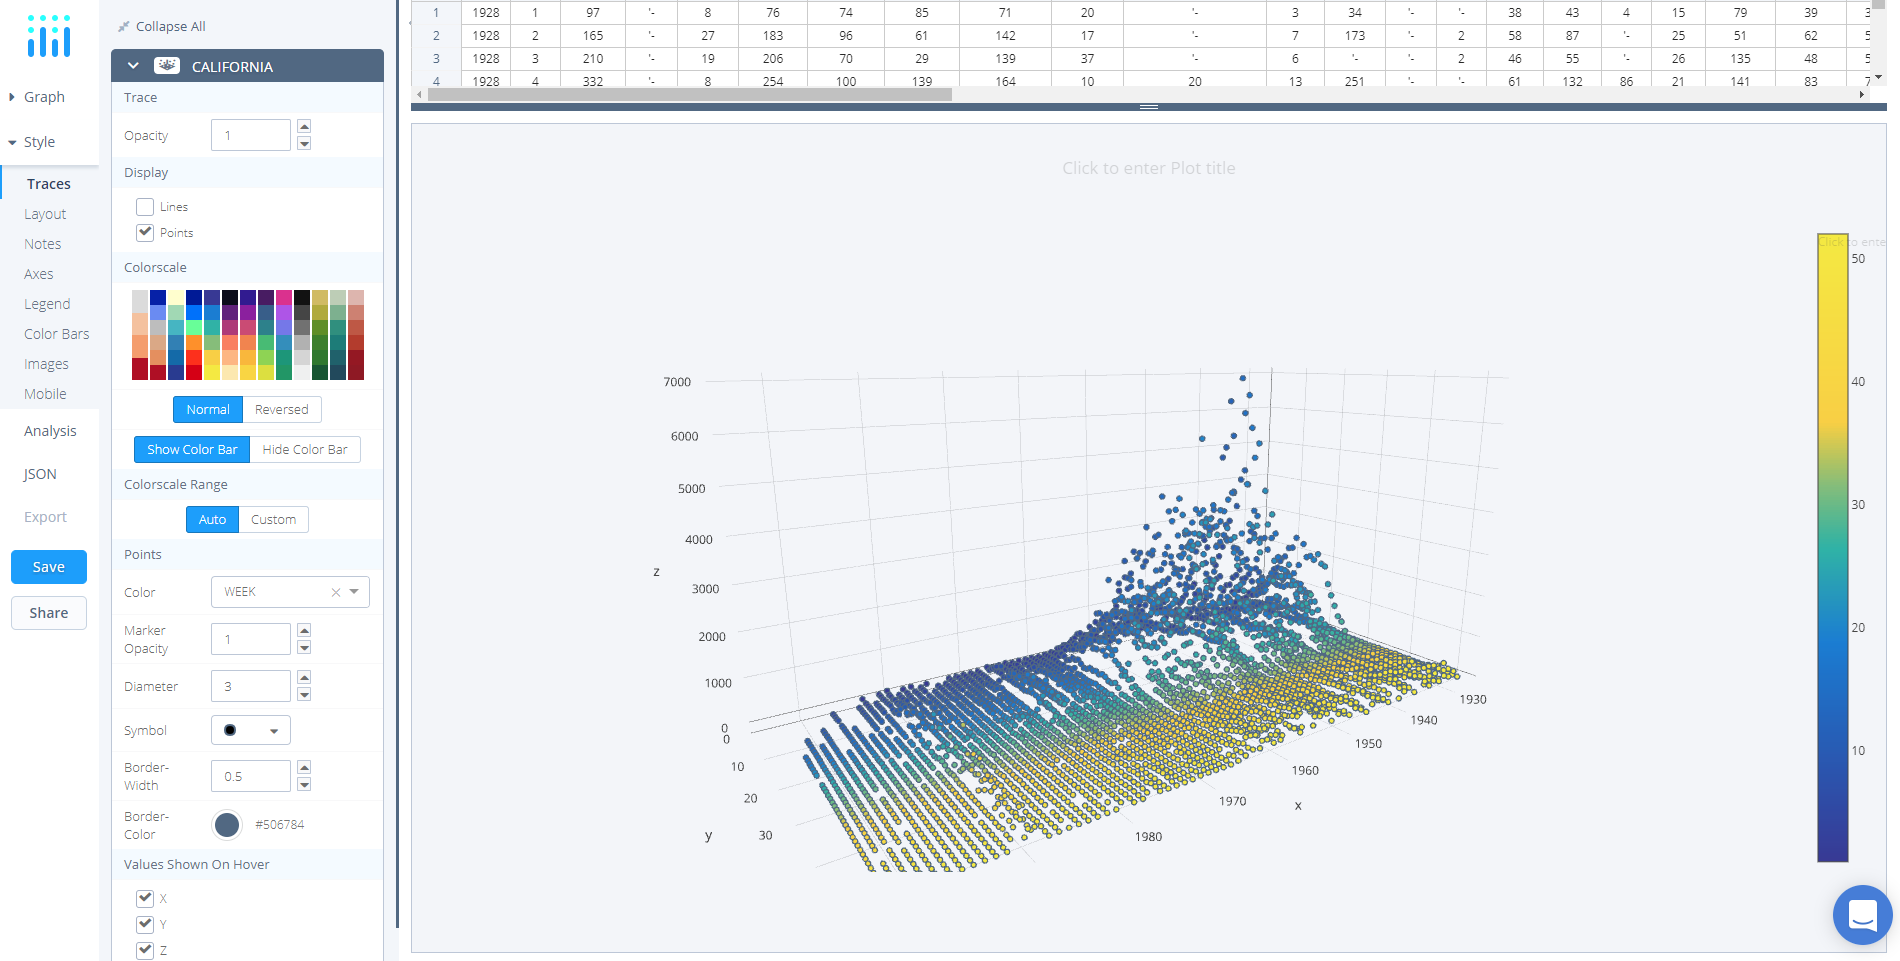 Collapse All
CALIFORNIA
Graph
Style
Traces
Layout
Notes
Axes
Legend
Color Bars
Images
Mobile
Analysis
JSON
Export
Save
Share
Trace
Opacity 1
Display
Lines
Points
Colorscale
Normal Reversed
Show Color Bar Hide Color Bar
Colorscale Range
Auto Custom
Points
Color WEEK
Marker
Opacity 1
Diameter 3
Symbol
Border-
Width 0.5
Border-
Color #506784
Values Shown On Hover
X
Y
Z
1 1928 1 97 '- 8 76 74 85 71 20 '- 3 34 '- '- 38 43 4 15 79 39 3
2 1928 2 165 '- 27 183 96 61 142 17 '- 7 173 '- 2 58 87 '- 25 51 62 5
3 1928 3 210 '- 19 206 70 29 139 37 '- 6 '- '- 2 46 55 '- 26 135 48 5
4 1928 4 332 '- 8 254 100 139 164 10 20 13 251 '- '- 61 132 86 21 141 83 7
Click to enter Plot title
Click to ente
50
40
30
20
10
7000
6000
5000
4000
3000
2000
1000
0
z
0
10
20
30
y
1930
1940
1950
1960
1970
1980
x